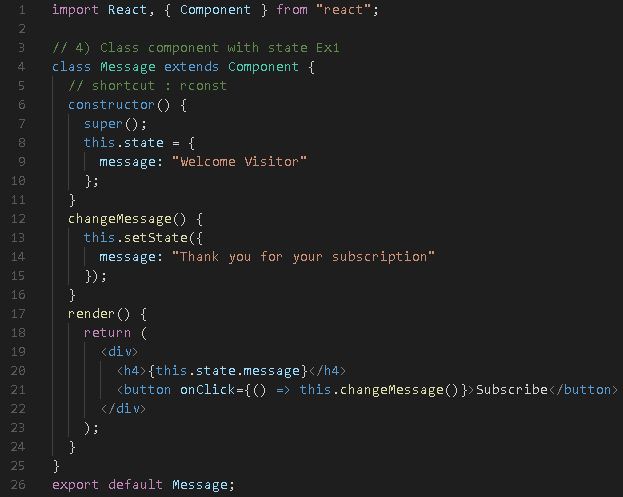 1 import React, { Component } from "react";
2
3 // 4) Class component with state Ex1
4 class Message extends Component {
5   // shortcut : rconst
6   constructor() {
7     super();
8     this.state = {
9       message: "Welcome Visitor"
10     };
11   }
12   changeMessage() {
13     this.setState({
14       message: "Thank you for your subscription"
15     });
16   }
17   render() {
18     return (
19       <div>
20         <h4>{this.state.message}</h4>
21         <button onClick={() => this.changeMessage()}>Subscribe</button>
22       </div>
23     );
24   }
25 }
26 export default Message;